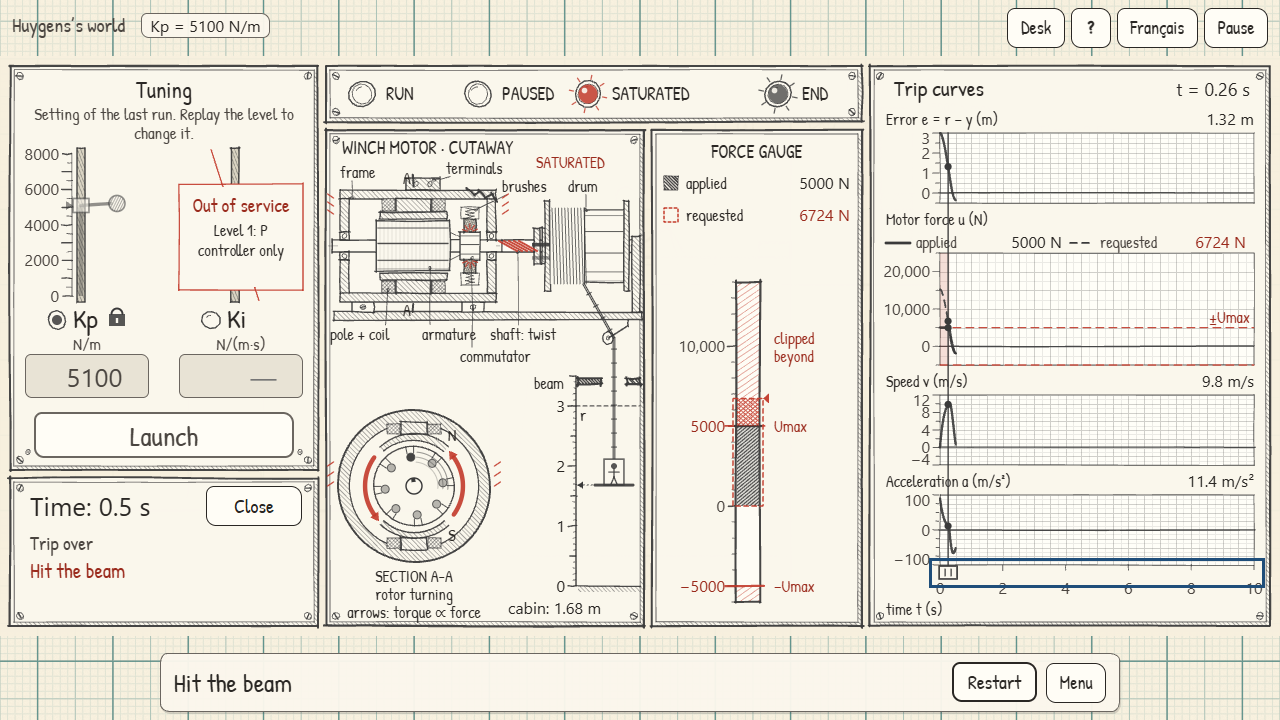 Huygens's world
Kp = 5100 N/m
Desk
?
Français
Pause
Tuning
Setting of the last run. Replay the level to
change it.
8000
6000
4000
2000
0
Out of service
Level 1: P
controller only
Kp
Ki
N/m
N/(m·s)
5100
—
Launch
Time: 0.5 s
Close
Trip over
Hit the beam
RUN
PAUSED
SATURATED
END
WINCH MOTOR · CUTAWAY
SATURATED
frame
A
terminals
brushes
drum
A
pole + coil
armature
shaft: twist
commutator
beam
3
r
2
1
0
N
S
SECTION A–A
rotor turning
arrows: torque ∝ force
cabin: 1.68 m
FORCE GAUGE
applied
5000 N
requested
6724 N
10,000
clipped
beyond
5000
Umax
0
−5000
−Umax
Trip curves
t = 0.26 s
Error e = r − y (m)
1.32 m
3
2
1
0
Motor force u (N)
applied
5000 N
requested
6724 N
20,000
10,000
0
±Umax
Speed v (m/s)
9.8 m/s
12
8
4
0
−4
Acceleration a (m/s²)
11.4 m/s²
100
0
−100
0
2
4
6
8
10
time t (s)
Hit the beam
Restart
Menu